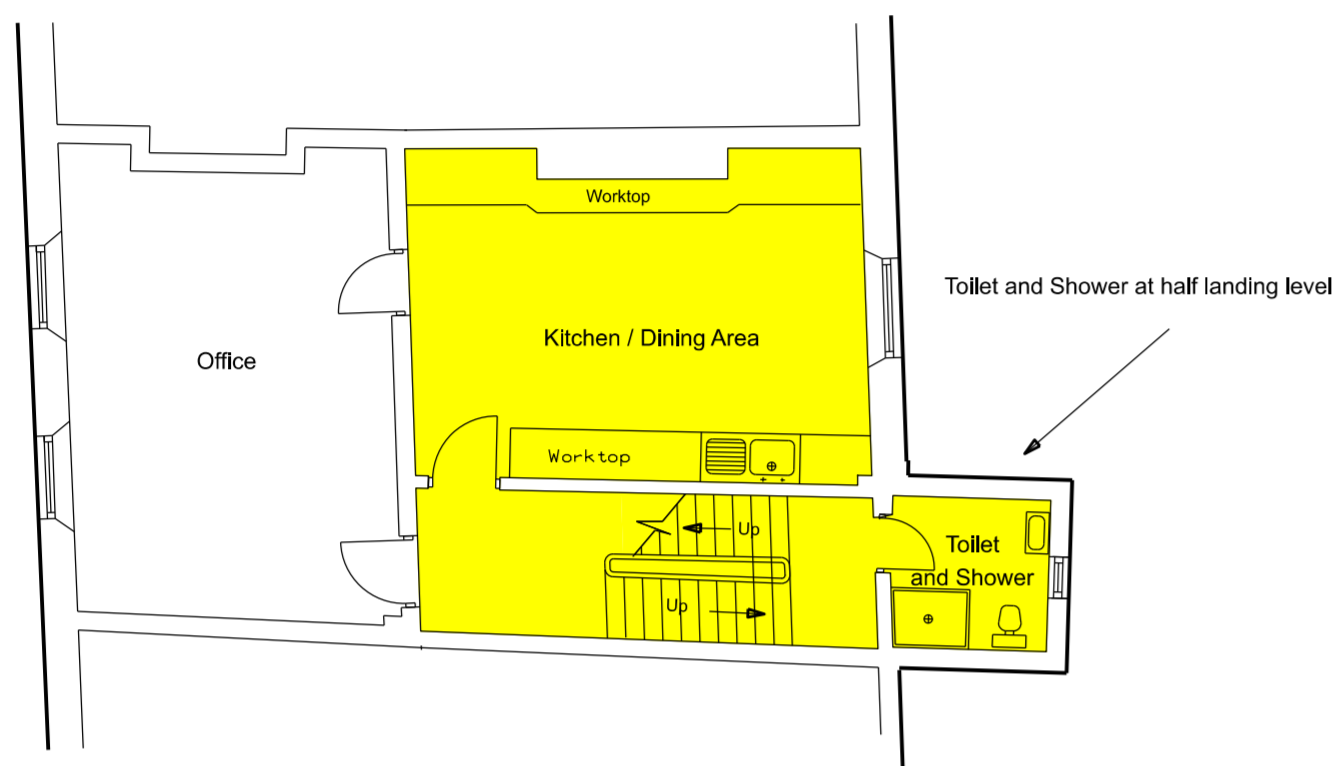 Worktop
Toilet and Shower at half landing level
Kitchen / Dining Area
Office
Worktop
Up
Toilet
and Shower
Up